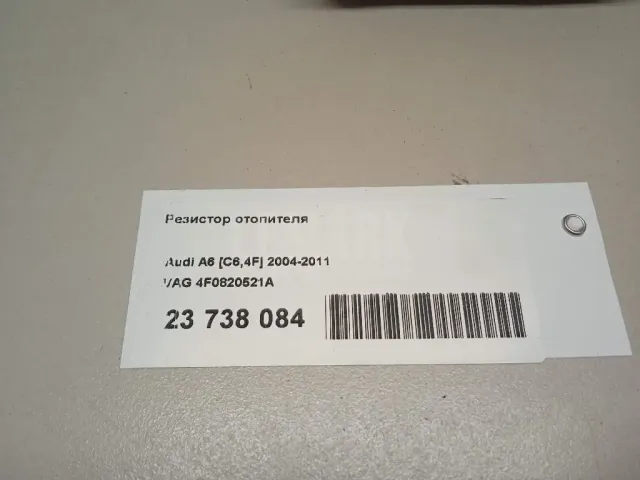 Резистор отопителя
Audi A6 [C6,4F] 2004-2011
VAG 4F0820521A
23 738 084